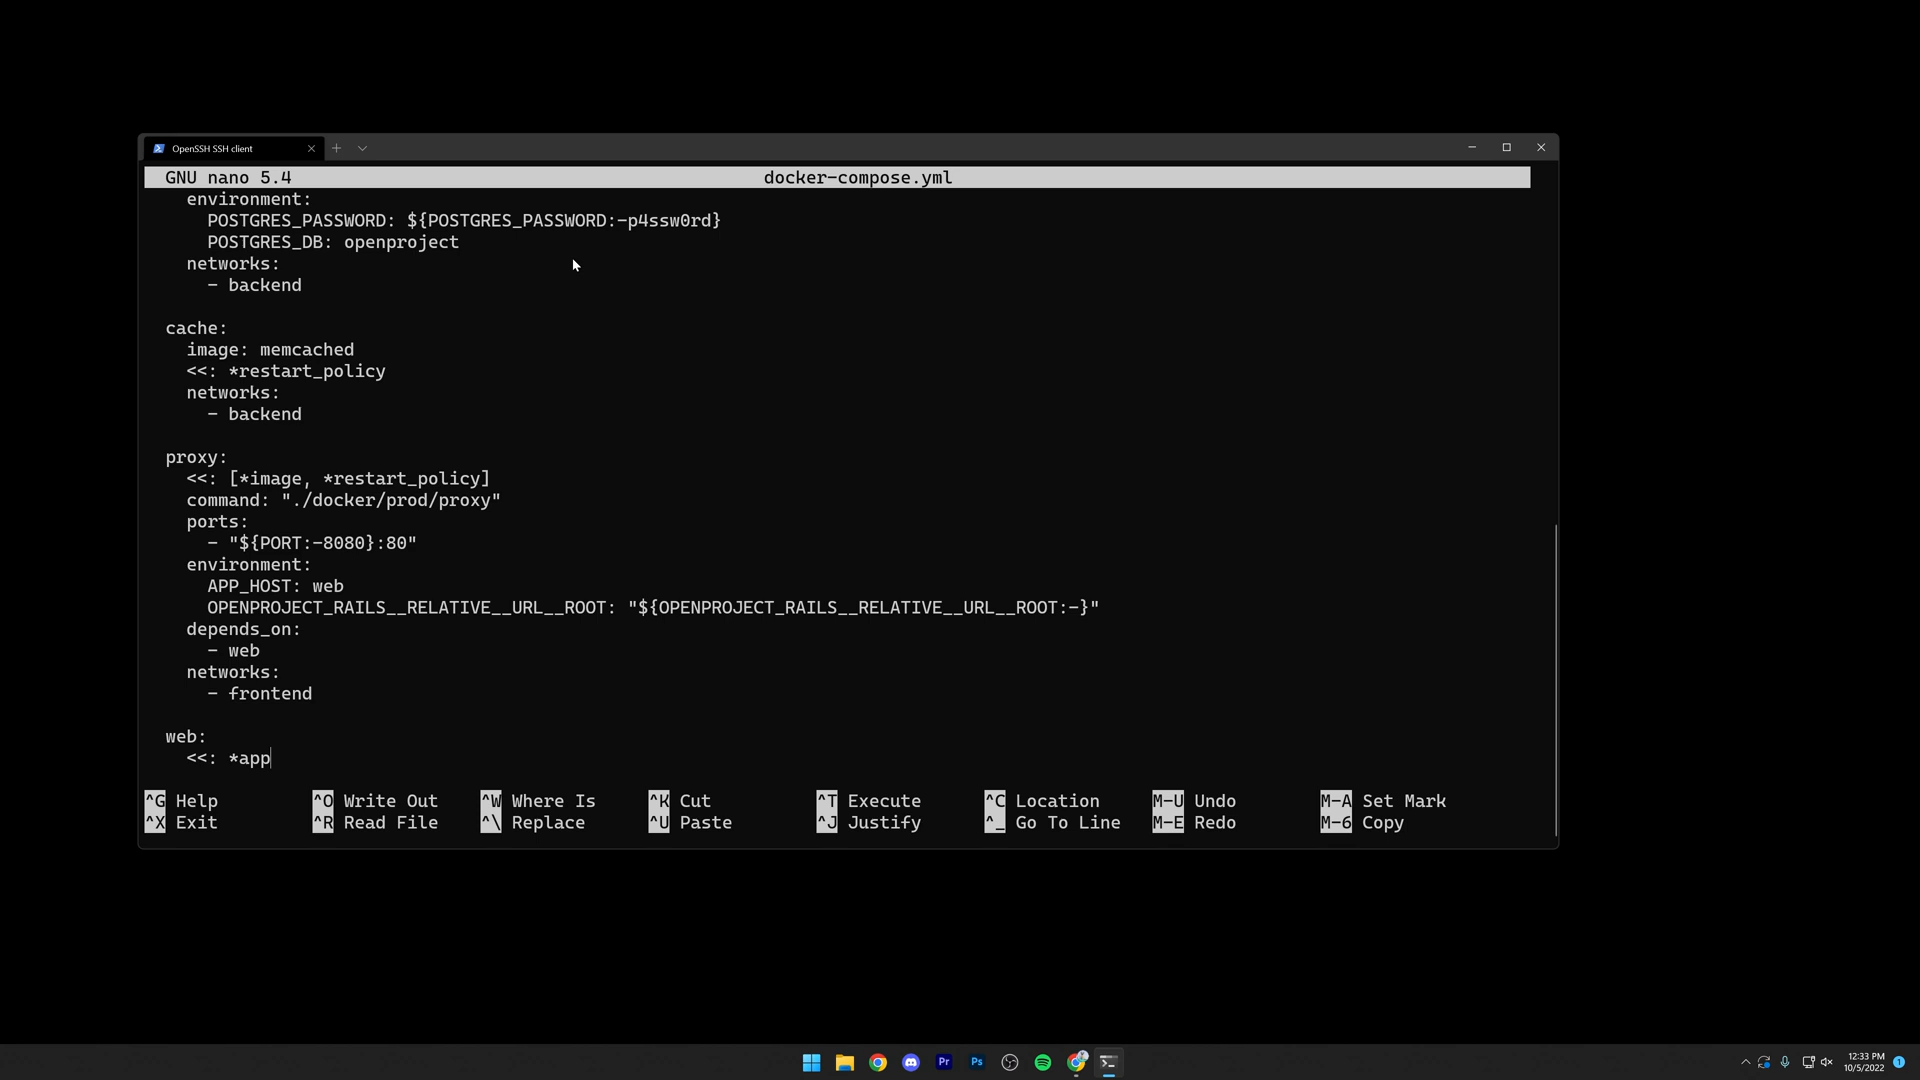 OpenSSH SSH client
GNU nano 5.4 docker-compose.yml
environment:
POSTGRES_PASSWORD: ${POSTGRES_PASSWORD:-p4ssw0rd}
POSTGRES_DB: openproject
networks:
- backend
cache:
image: memcached
<<: *restart_policy
networks:
- backend
proxy:
<<: [*image, *restart_policy]
command: "./docker/prod/proxy"
ports:
- "${PORT:-8080}:80"
environment:
APP_HOST: web
OPENPROJECT_RAILS__RELATIVE__URL__ROOT: "${OPENPROJECT_RAILS__RELATIVE__URL__ROOT:-}"
depends_on:
- web
networks:
- frontend
web:
<<: *app
^G Help ^O Write Out ^W Where Is ^K Cut ^T Execute ^C Location M-U Undo M-A Set Mark
^X Exit ^R Read File ^\ Replace ^U Paste ^J Justify ^_ Go To Line M-E Redo M-6 Copy
Pr Ps
12:33 PM
10/5/2022
1